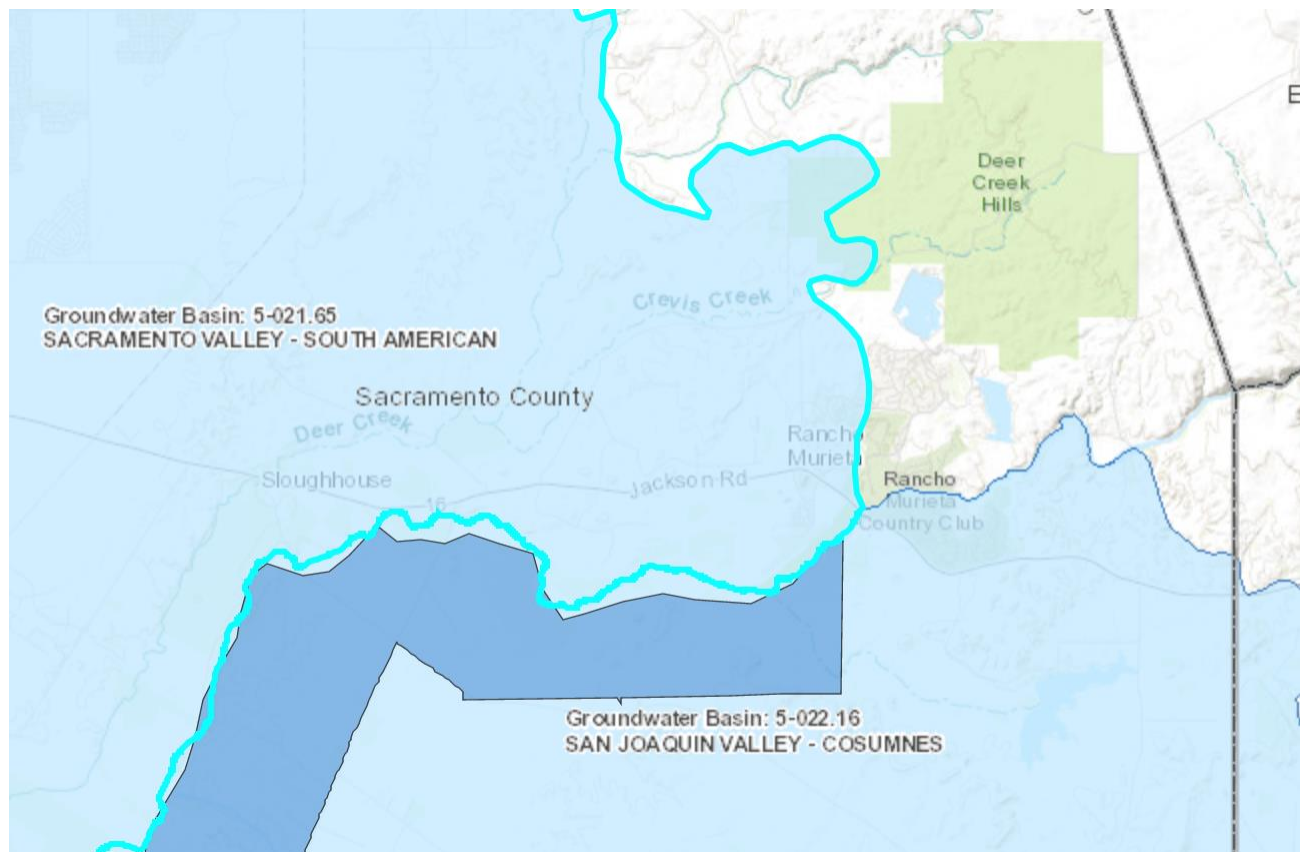 E
Deer
Creek
Hills
Crevis Creek
Groundwater Basin: 5-021.65
SACRAMENTO VALLEY - SOUTH AMERICAN
Sacramento County
Deer Creek
Rancho
Murieta
Sloughhouse
Jackson Rd
16
Rancho
Murieta
Country Club
Groundwater Basin: 5-022.16
SAN JOAQUIN VALLEY - COSUMNES